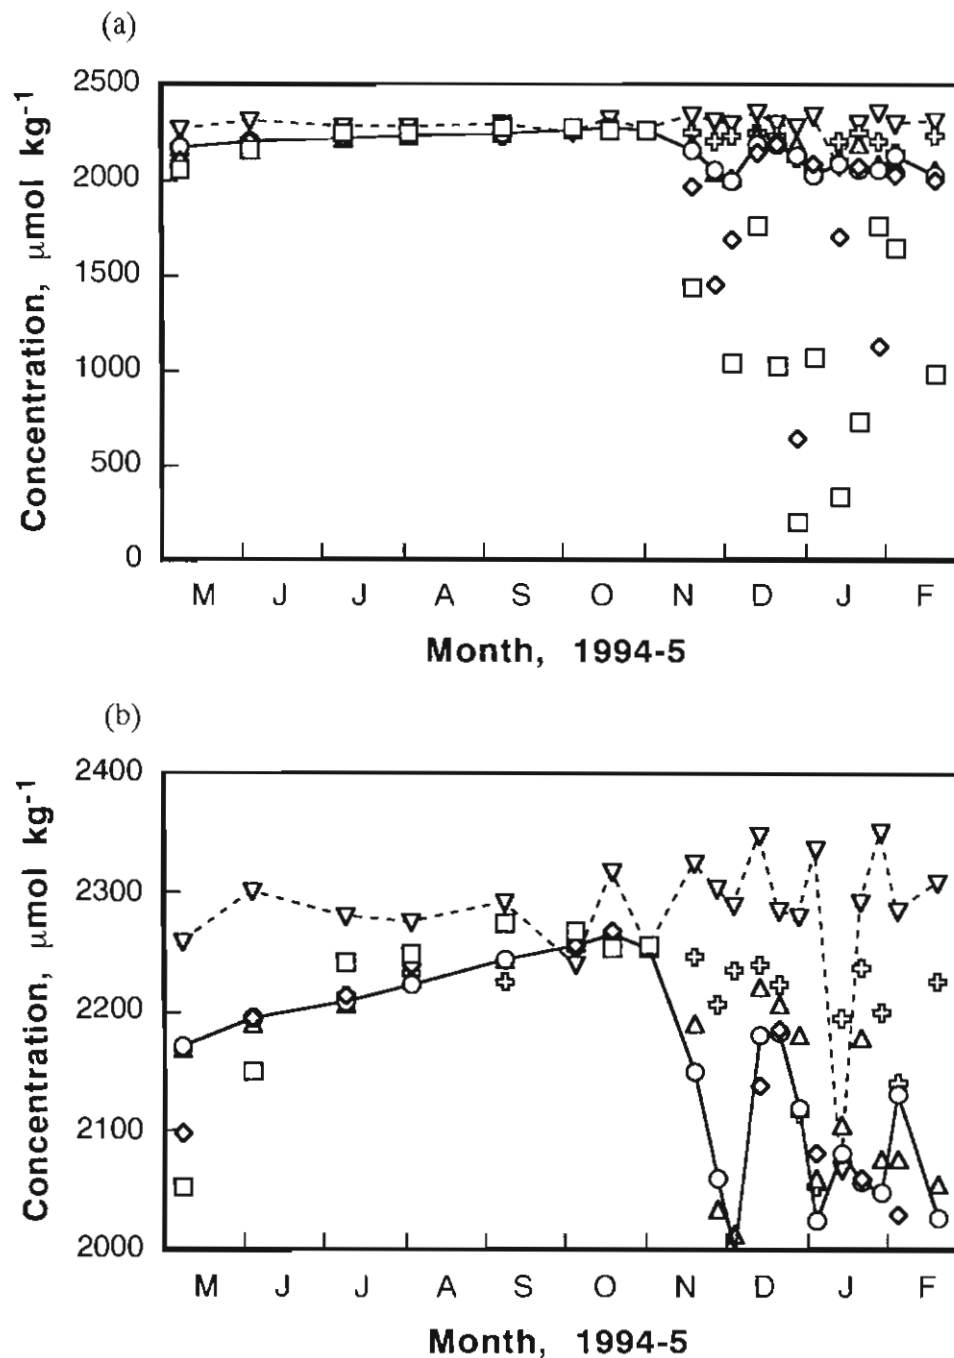 (a)
Concentration, μmol kg-1
2500
2000
1500
1000
500
0
M J J A S O N D J F
Month, 1994-5
(b)
Concentration, μmol kg-1
2400
2300
2200
2100
2000
M J J A S O N D J F
Month, 1994-5